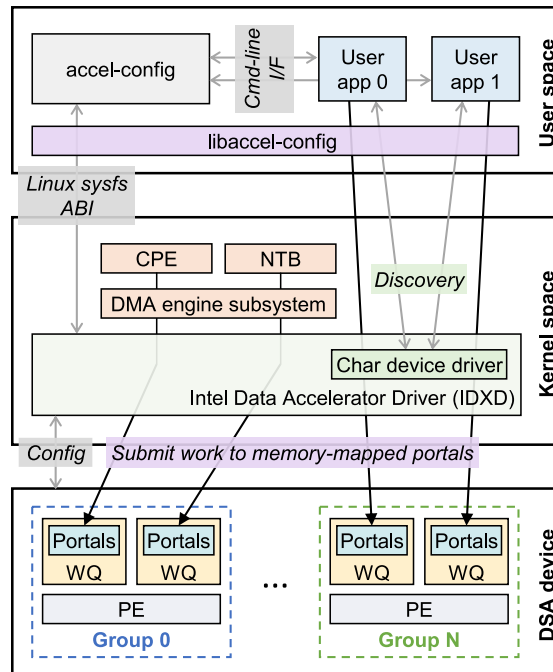 accel-config
Cmd-line
I/F
User
app 0
User
app 1
User space
libaccel-config
Linux sysfs
ABI
CPE
NTB
DMA engine subsystem
Discovery
Kernel space
Char device driver
Intel Data Accelerator Driver (IDXD)
Config
Submit work to memory-mapped portals
Portals
WQ
Portals
WQ
PE
Group 0
...
Portals
WQ
Portals
WQ
PE
Group N
DSA device